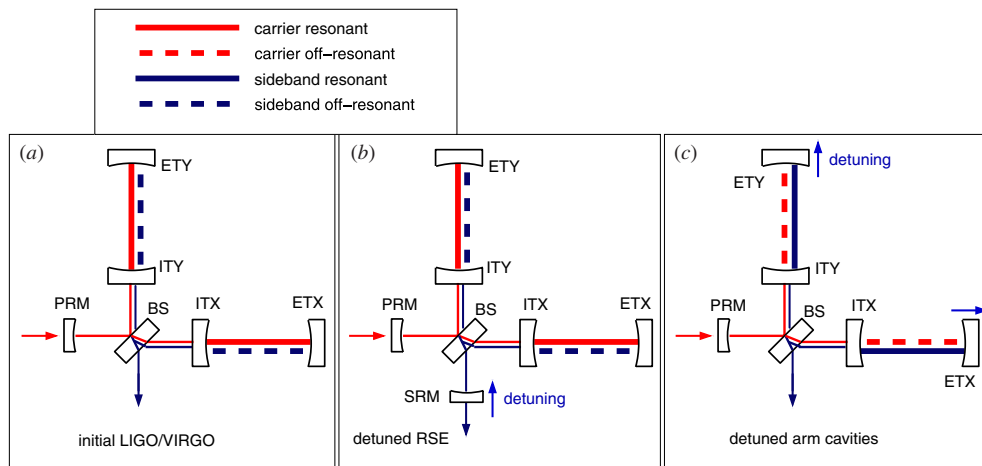 carrier resonant
carrier off−resonant
sideband resonant
sideband off−resonant
(a)
ETY
ITY
PRM
BS
ITX
ETX
initial LIGO/VIRGO
(b)
ETY
ITY
PRM
BS
ITX
ETX
SRM
detuning
detuned RSE
(c)
detuning
ETY
ITY
PRM
BS
ITX
ETX
detuned arm cavities